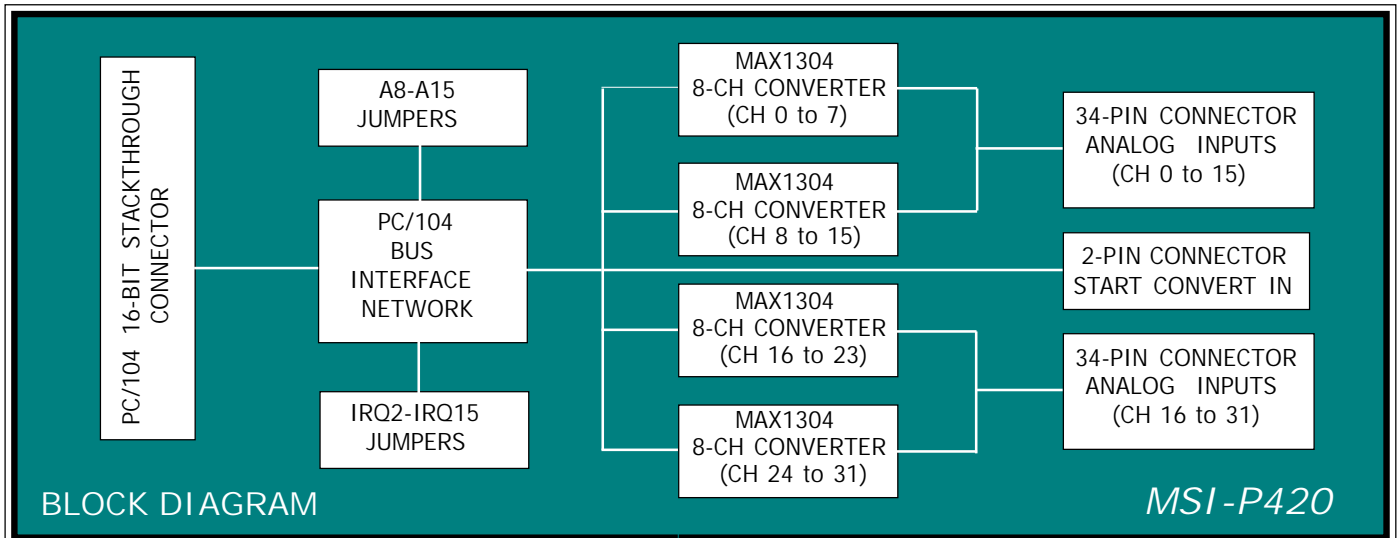 PC/104 16-BIT STACKTHROUGH
CONNECTOR
A8-A15
JUMPERS
PC/104
BUS
INTERFACE
NETWORK
IRQ2-IRQ15
JUMPERS
MAX1304
8-CH CONVERTER
(CH 0 to 7)
MAX1304
8-CH CONVERTER
(CH 8 to 15)
MAX1304
8-CH CONVERTER
(CH 16 to 23)
MAX1304
8-CH CONVERTER
(CH 24 to 31)
34-PIN CONNECTOR
ANALOG INPUTS
(CH 0 to 15)
2-PIN CONNECTOR
START CONVERT IN
34-PIN CONNECTOR
ANALOG INPUTS
(CH 16 to 31)
BLOCK DIAGRAM
MSI-P420